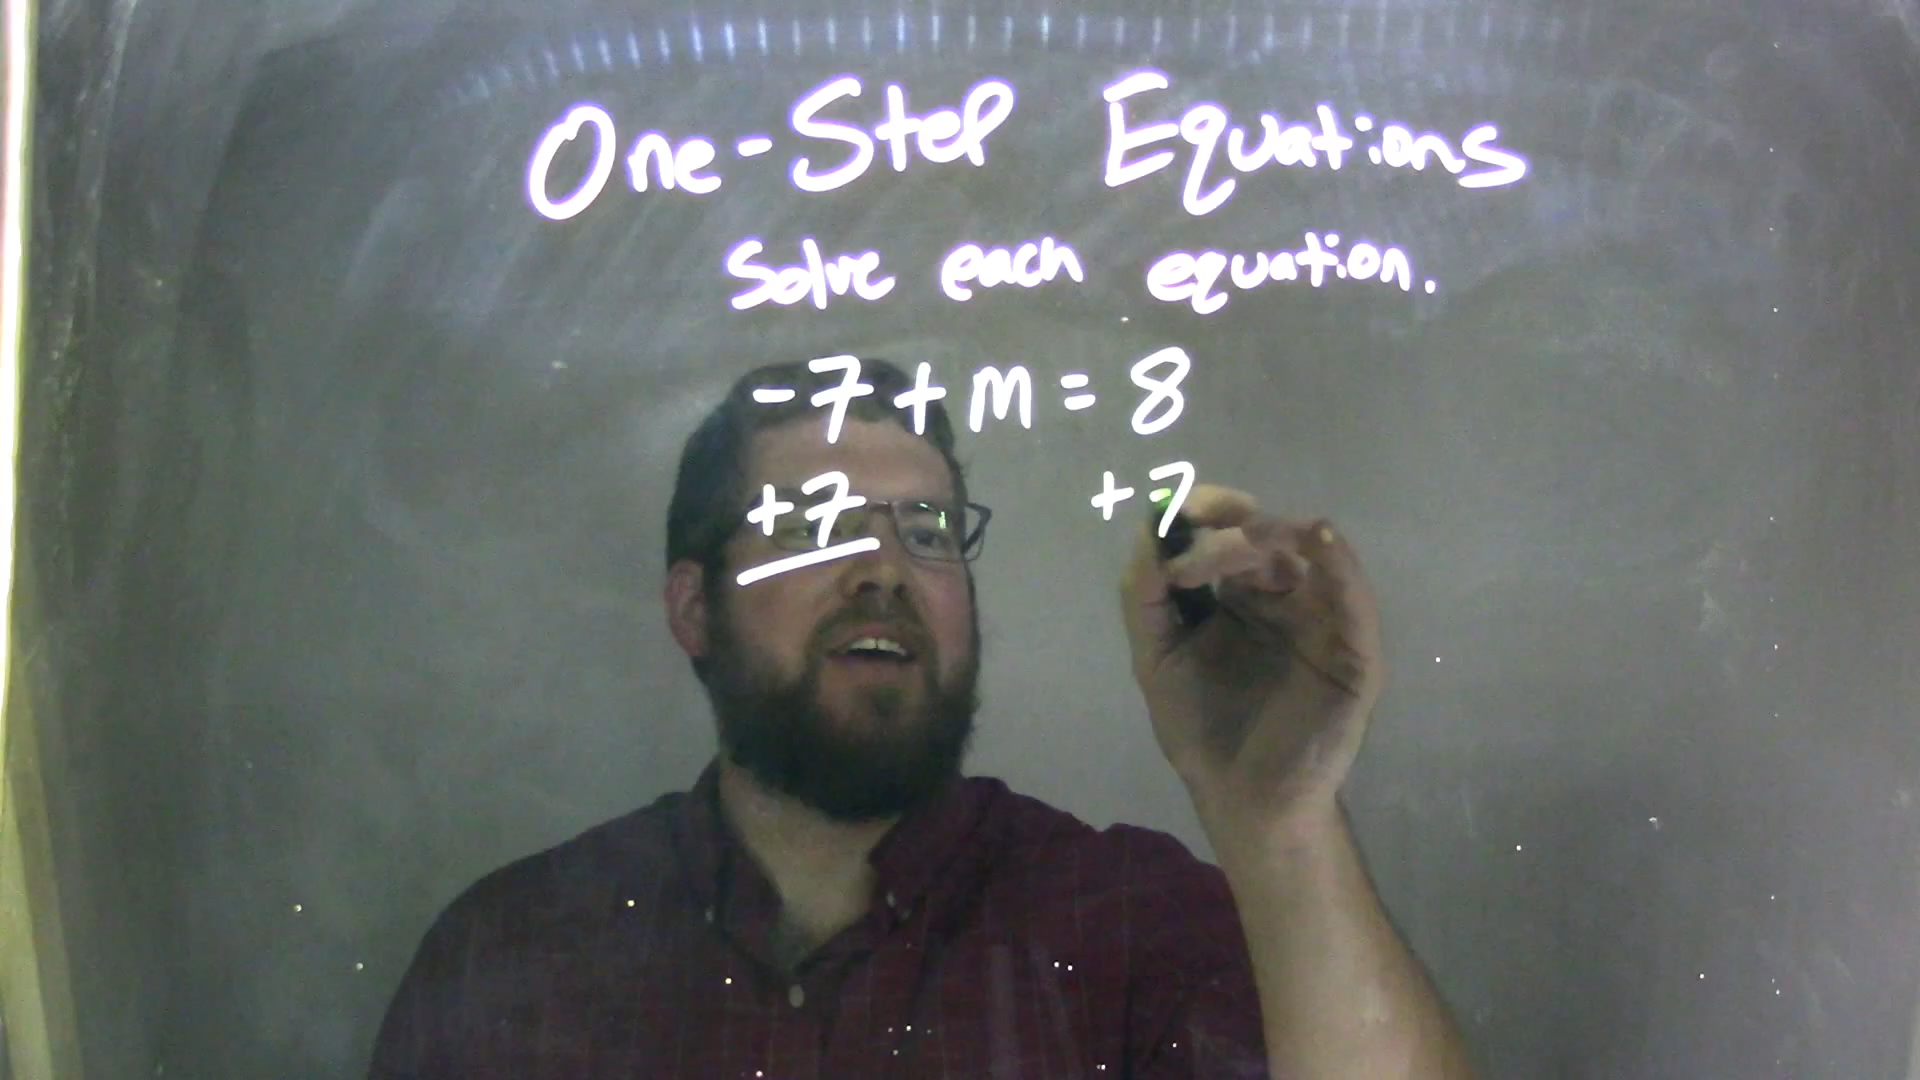 One-Step Equations
Solve each equation.
-7+m=8
+7 +7